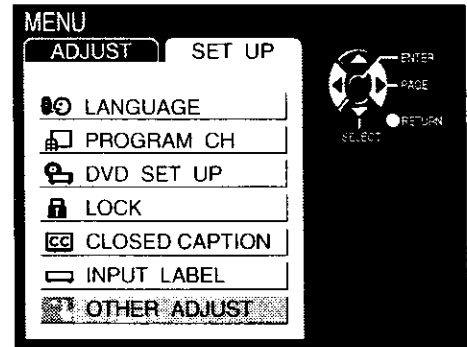 MENU
ADJUST SET UP
LANGUAGE
PROGRAM CH
DVD SET UP
LOCK
CC CLOSED CAPTION
INPUT LABEL
OTHER ADJUST
ENTER
PAGE
RETURN
SELECT